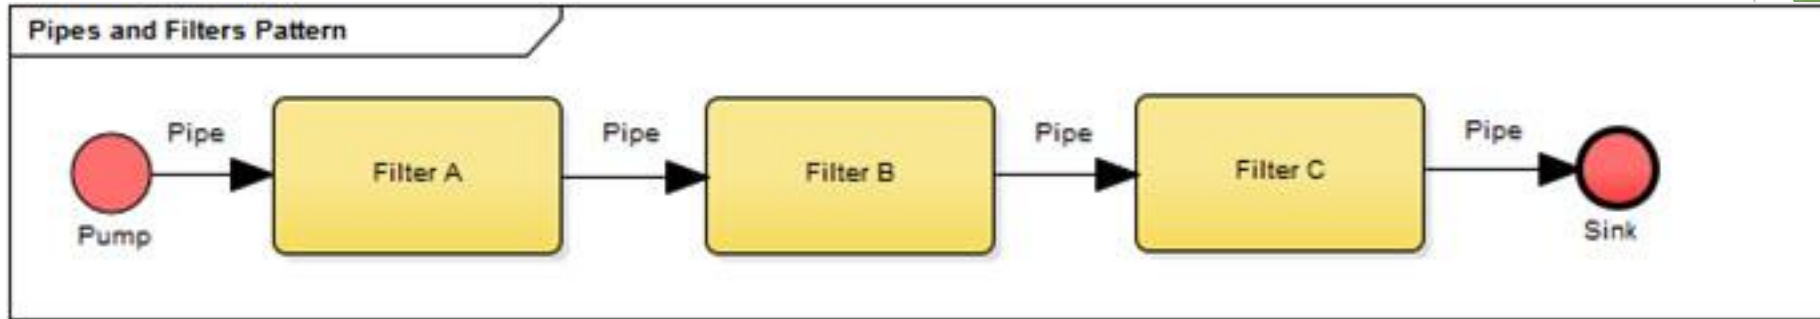 Pipes and Filters Pattern
Pipe
Pipe
Pipe
Pipe
Filter A
Filter B
Filter C
Pump
Sink